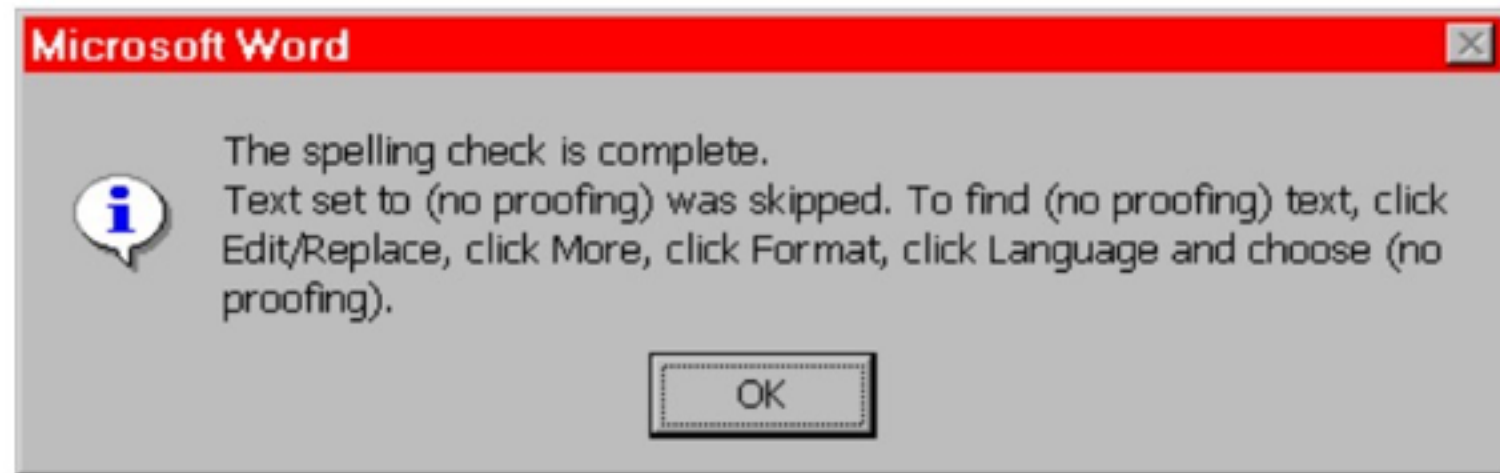 Microsoft Word
The spelling check is complete.
Text set to (no proofing) was skipped. To find (no proofing) text, click
Edit/Replace, click More, click Format, click Language and choose (no
proofing).
OK